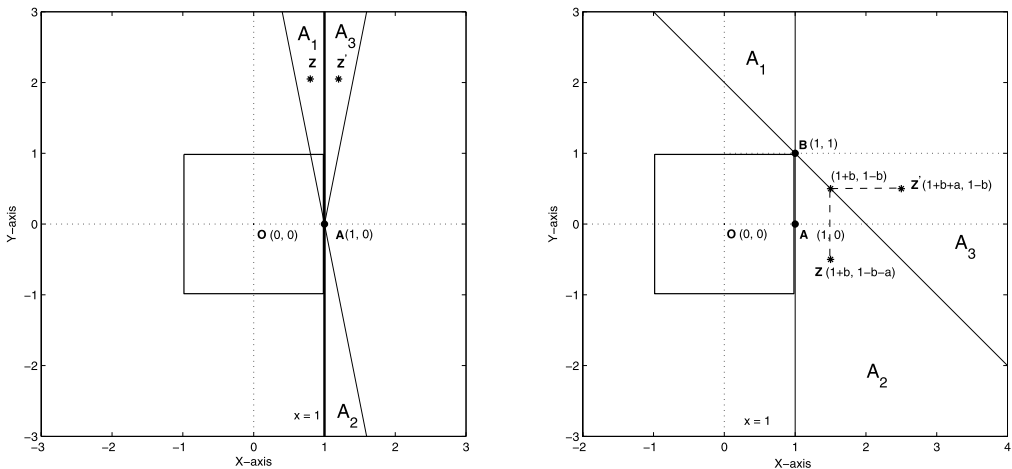 3
2
1
0
−1
−2
−3
−3
−2
−1
0
1
2
3
X−axis
Y−axis
A1
A3
Z
Z'
O (0, 0)
A (1, 0)
x = 1
A2
3
2
1
0
−1
−2
−3
−2
−1
0
1
2
3
4
X−axis
Y−axis
A1
B (1, 1)
(1+b, 1−b)
Z' (1+b+a, 1−b)
O (0, 0)
A (1, 0)
A3
Z (1+b, 1−b−a)
A2
x = 1